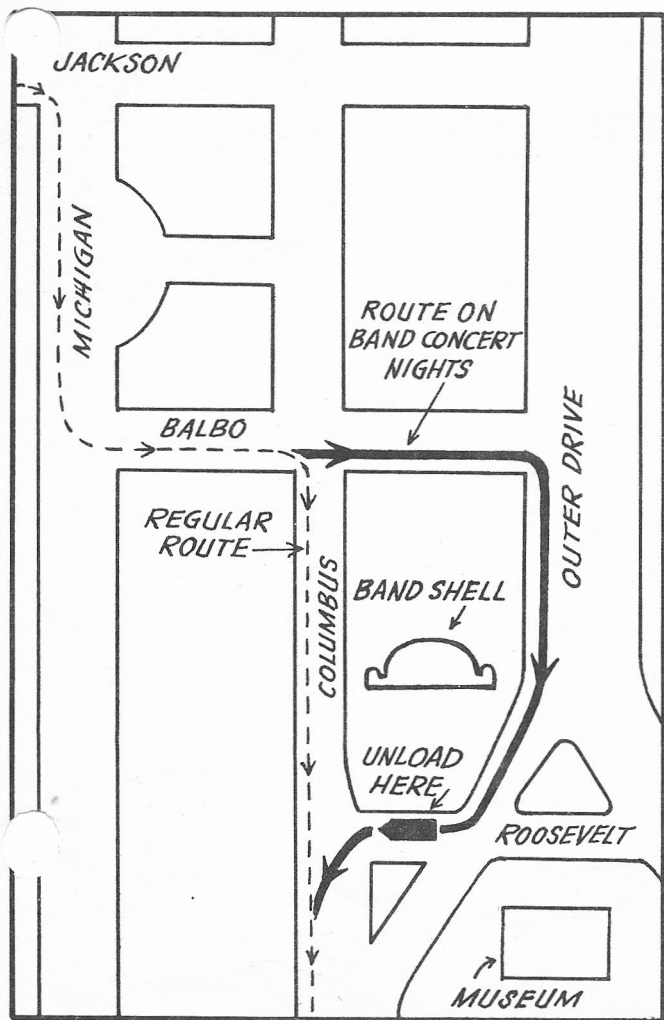 JACKSON
MICHIGAN
ROUTE ON
BAND CONCERT
NIGHTS
BALBO
OUTER DRIVE
REGULAR
ROUTE
COLUMBUS
BAND SHELL
UNLOAD
HERE
ROOSEVELT
MUSEUM